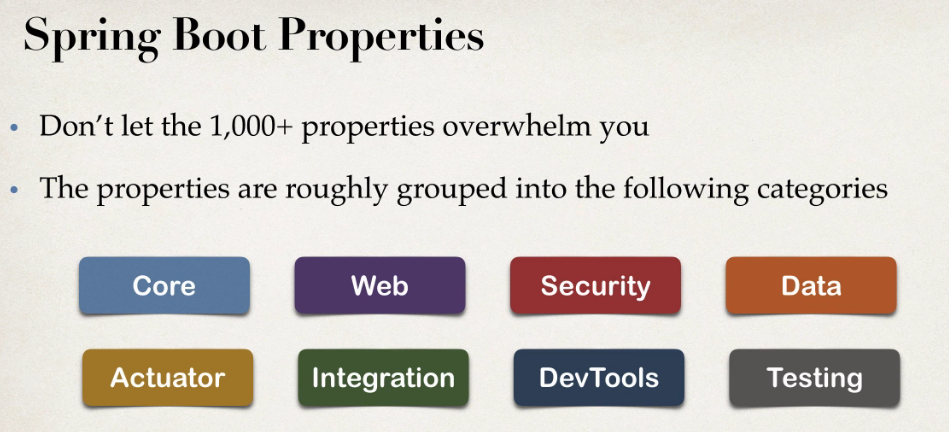 Spring Boot Properties
• Don’t let the 1,000+ properties overwhelm you
• The properties are roughly grouped into the following categories
Core Web Security Data
Actuator Integration DevTools Testing